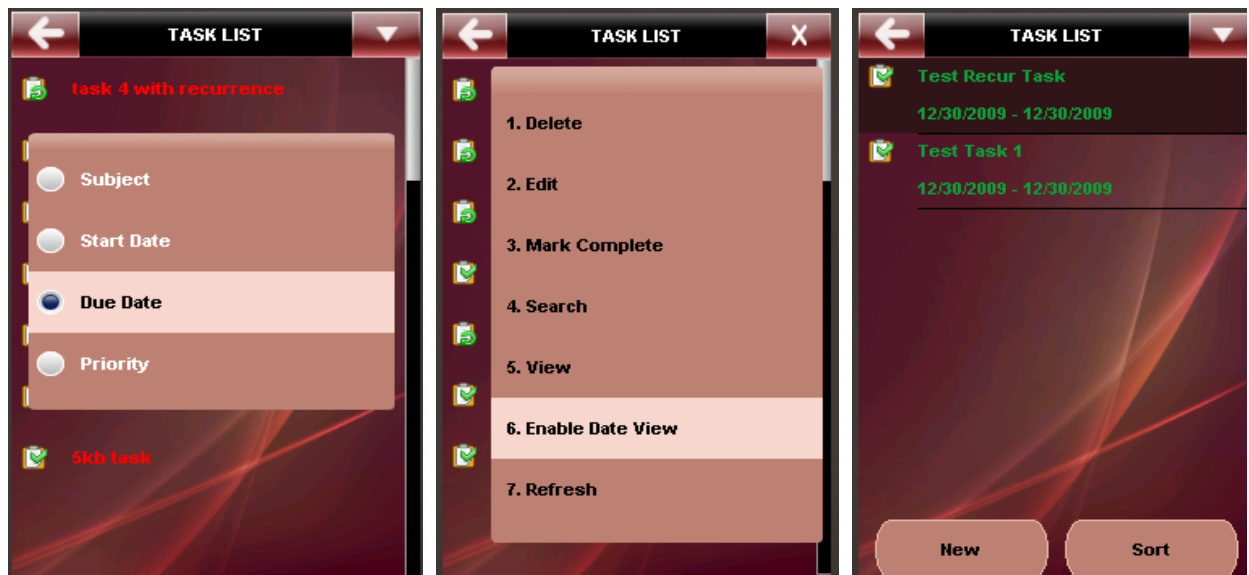 TASK LIST
task 4 with recurrence
Subject
Start Date
Due Date
Priority
5kb task
TASK LIST
X
1. Delete
2. Edit
3. Mark Complete
4. Search
5. View
6. Enable Date View
7. Refresh
TASK LIST
Test Recur Task
12/30/2009 - 12/30/2009
Test Task 1
12/30/2009 - 12/30/2009
New
Sort